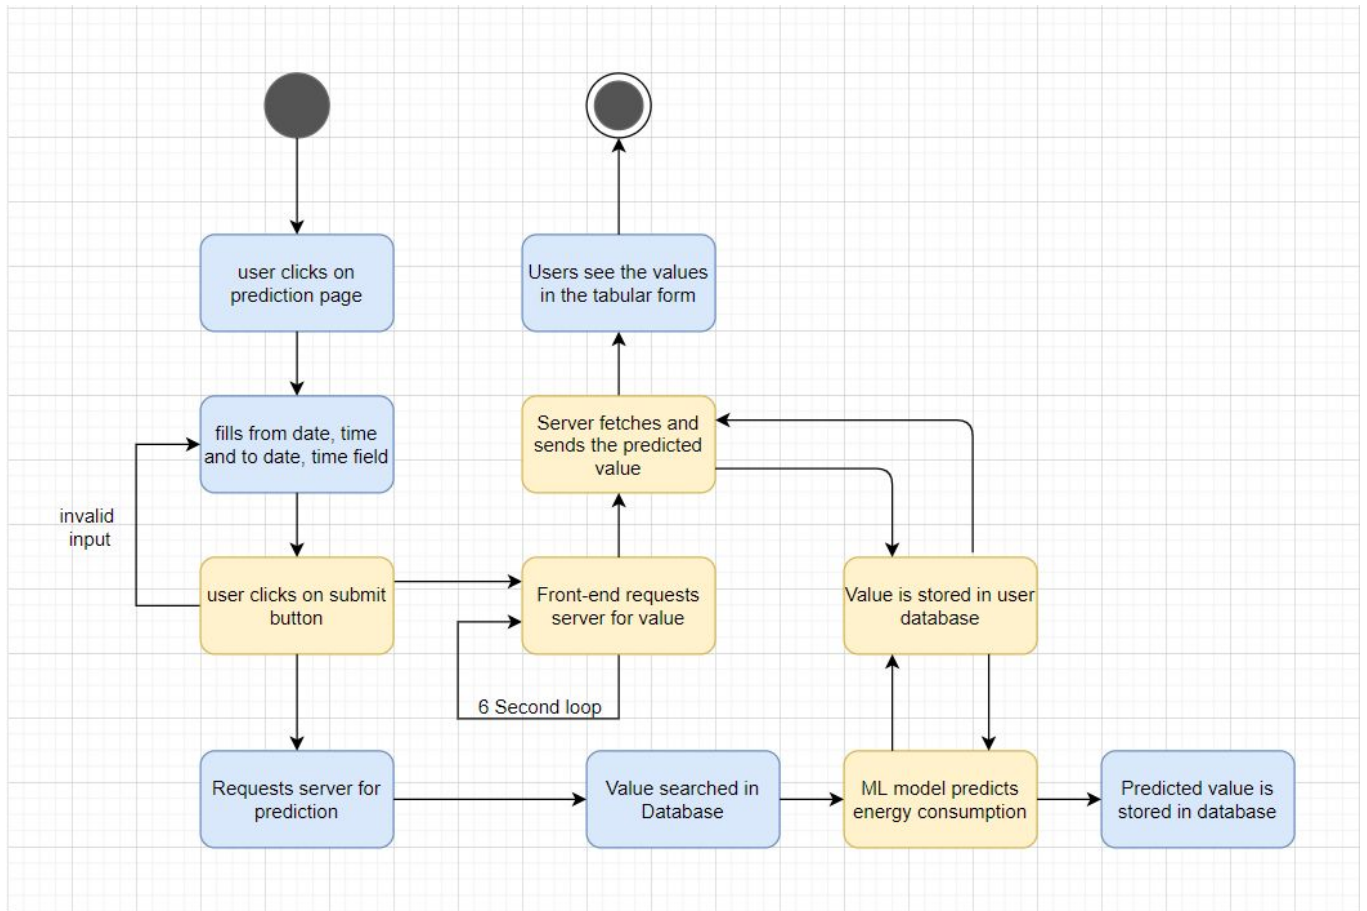 user clicks on
prediction page
Users see the values
in the tabular form
fills from date, time
and to date, time field
Server fetches and
sends the predicted
value
invalid
input
user clicks on submit
button
Front-end requests
server for value
Value is stored in user
database
6 Second loop
Requests server for
prediction
Value searched in
Database
ML model predicts
energy consumption
Predicted value is
stored in database